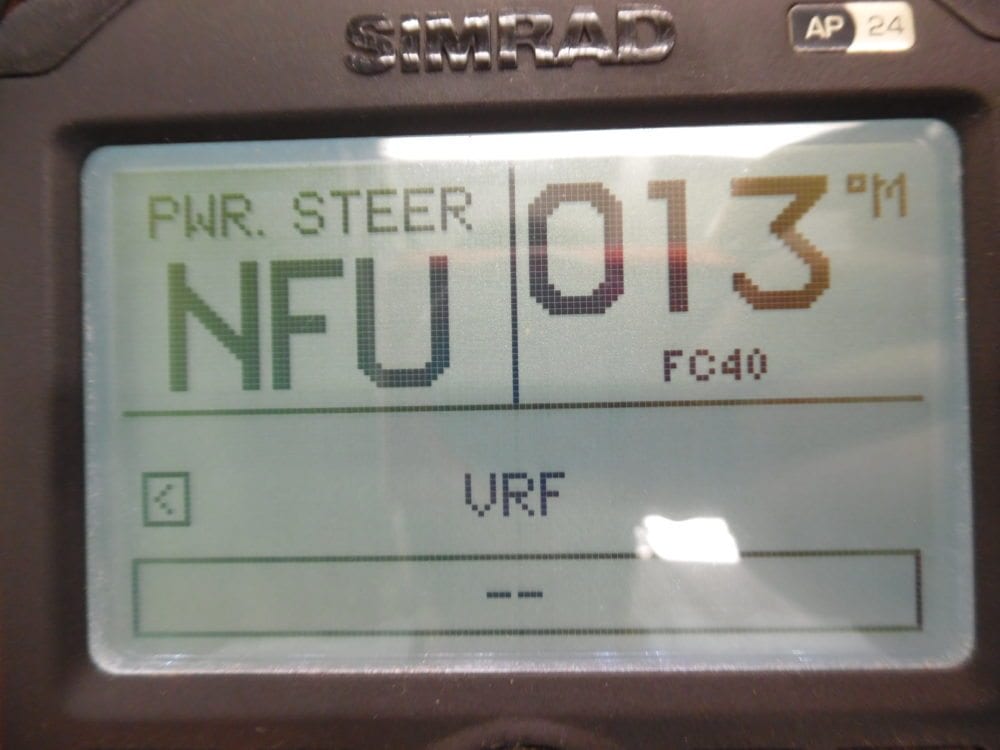 SIMRAD
AP 24
PWR. STEER
NFU
013 °M
FC40
<
VRF
--